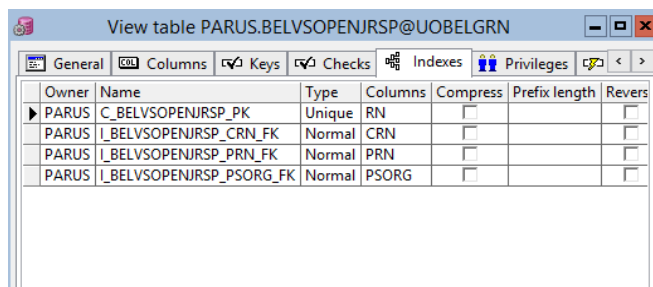 View table PARUS.BELVSOPENJRSP@UOBELGRN
General COL Columns Keys Checks Indexes Privileges
Owner Name Type Columns Compress Prefix length Revers
PARUS C_BELVSOPENJRSP_PK Unique RN
PARUS I_BELVSOPENJRSP_CRN_FK Normal CRN
PARUS I_BELVSOPENJRSP_PRN_FK Normal PRN
PARUS I_BELVSOPENJRSP_PSORG_FK Normal PSORG